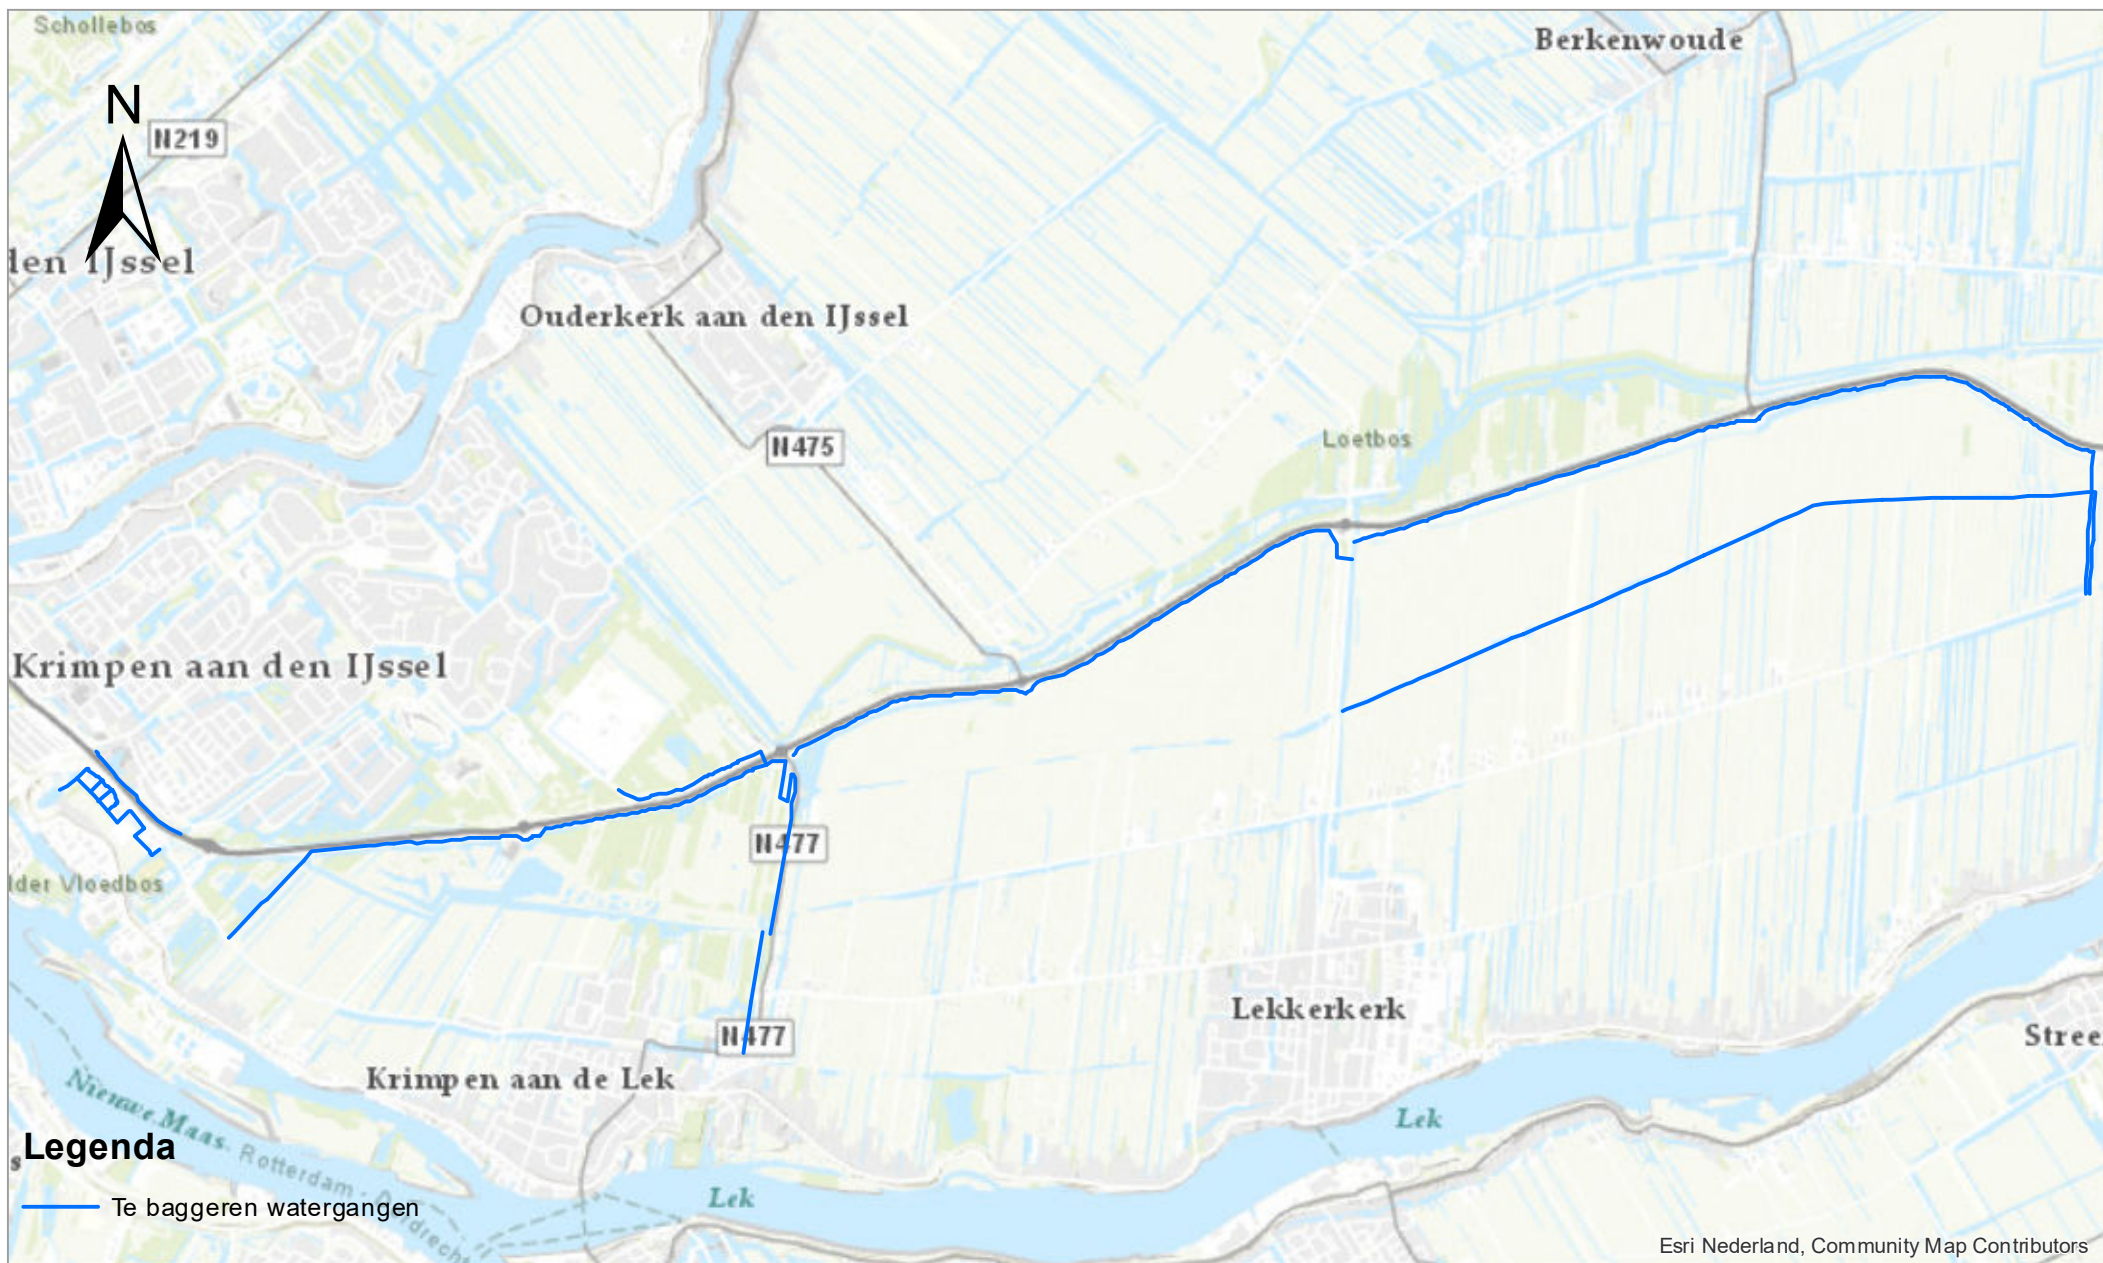 Schollebos
Berkenwoude
N
N219
den IJssel
Ouderkerk aan den IJssel
N475
Loetbos
Krimpen aan den IJssel
N477
lder Vloedbos
Lekkerkerk
N477
Stree
Krimpen aan de Lek
Nieuwe Maas
Lek
Legenda
s
Rotterdam - Dordrecht
Lek
Te baggeren watergangen
Esri Nederland, Community Map Contributors